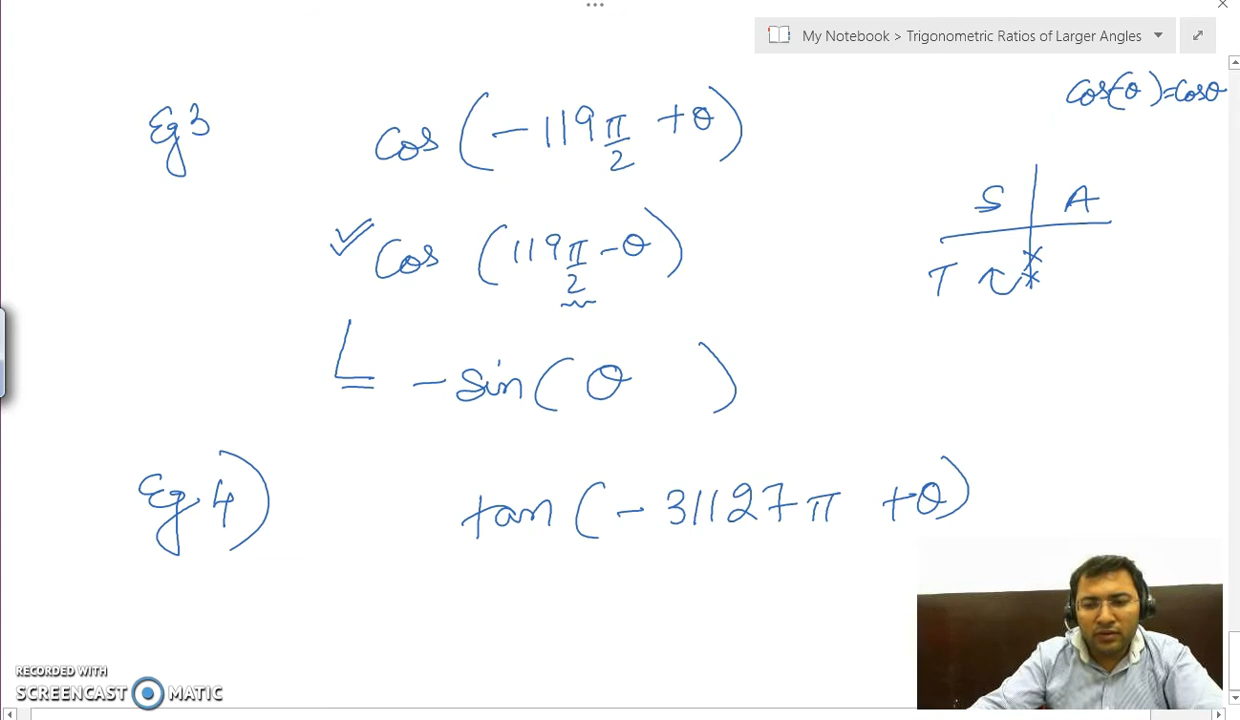 My Notebook > Trigonometric Ratios of Larger Angles
cos(-θ)=cosθ
Eg 3 cos(-119π/2 +θ)
S A
cos (119π/2 -θ)
T
-sin( θ )
Eg 4) tan(-31127π +θ)
RECORDED WITH
SCREENCAST MATIC